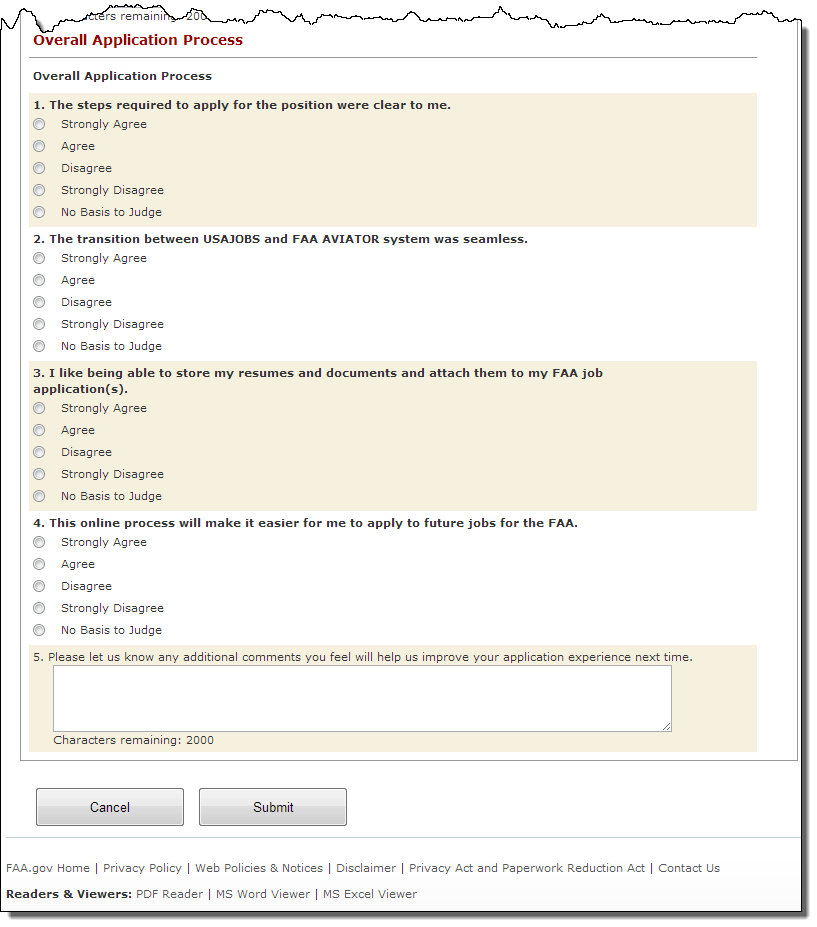 remaining: 200
Overall Application Process
Overall Application Process
1. The steps required to apply for the position were clear to me.
Strongly Agree
Agree
Disagree
Strongly Disagree
No Basis to Judge
2. The transition between USAJOBS and FAA AVIATOR system was seamless.
Strongly Agree
Agree
Disagree
Strongly Disagree
No Basis to Judge
3. I like being able to store my resumes and documents and attach them to my FAA job
application(s).
Strongly Agree
Agree
Disagree
Strongly Disagree
No Basis to Judge
4. This online process will make it easier for me to apply to future jobs for the FAA.
Strongly Agree
Agree
Disagree
Strongly Disagree
No Basis to Judge
5. Please let us know any additional comments you feel will help us improve your application experience next time.
Characters remaining: 2000
Cancel Submit
FAA.gov Home | Privacy Policy | Web Policies & Notices | Disclaimer | Privacy Act and Paperwork Reduction Act | Contact Us
Readers & Viewers: PDF Reader | MS Word Viewer | MS Excel Viewer